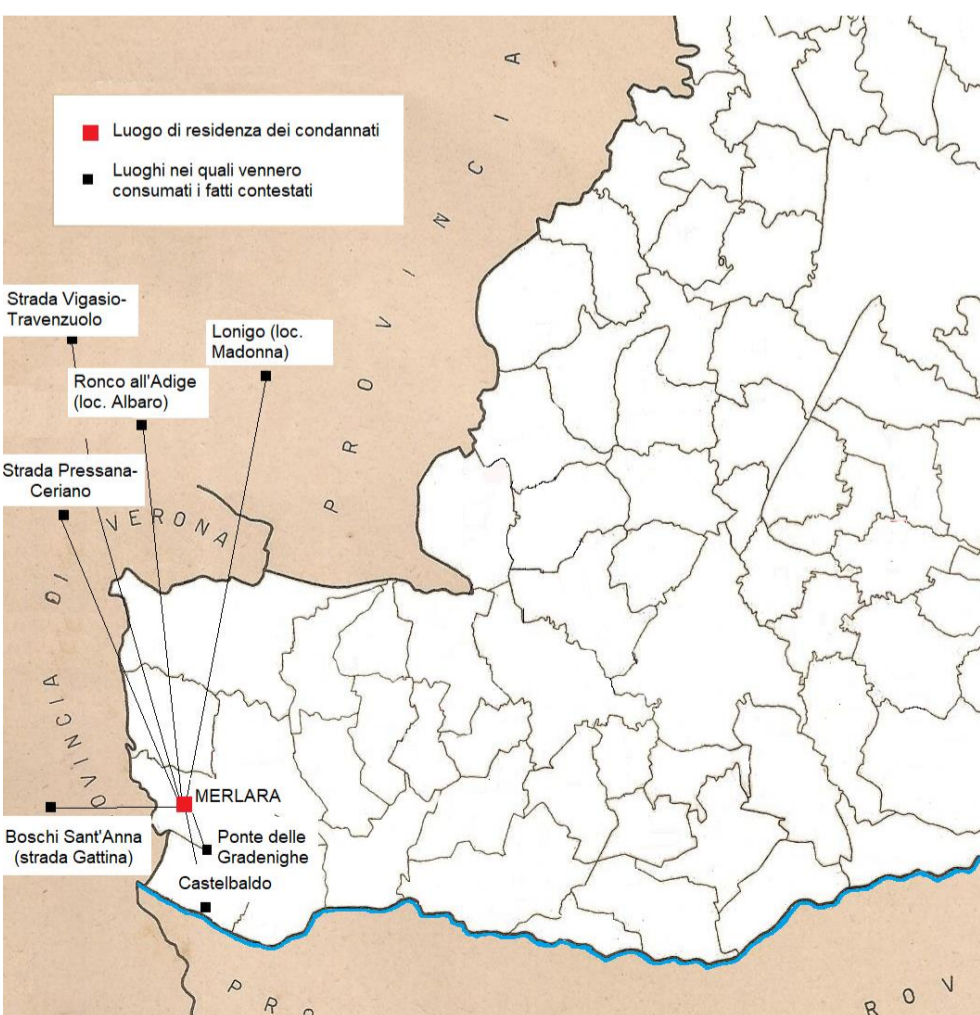 Luogo di residenza dei condannati
Luoghi nei quali vennero
consumati i fatti contestati
PROVINCIA
Strada Vigasio-
Travenzuolo
Lonigo (loc.
Madonna)
Ronco all'Adige
(loc. Albaro)
Strada Pressana-
Ceriano
OVINCIA DI VERONA
MERLARA
Boschi Sant'Anna
(strada Gattina)
Ponte delle
Gradenighe
Castelbaldo
PRO
ROV